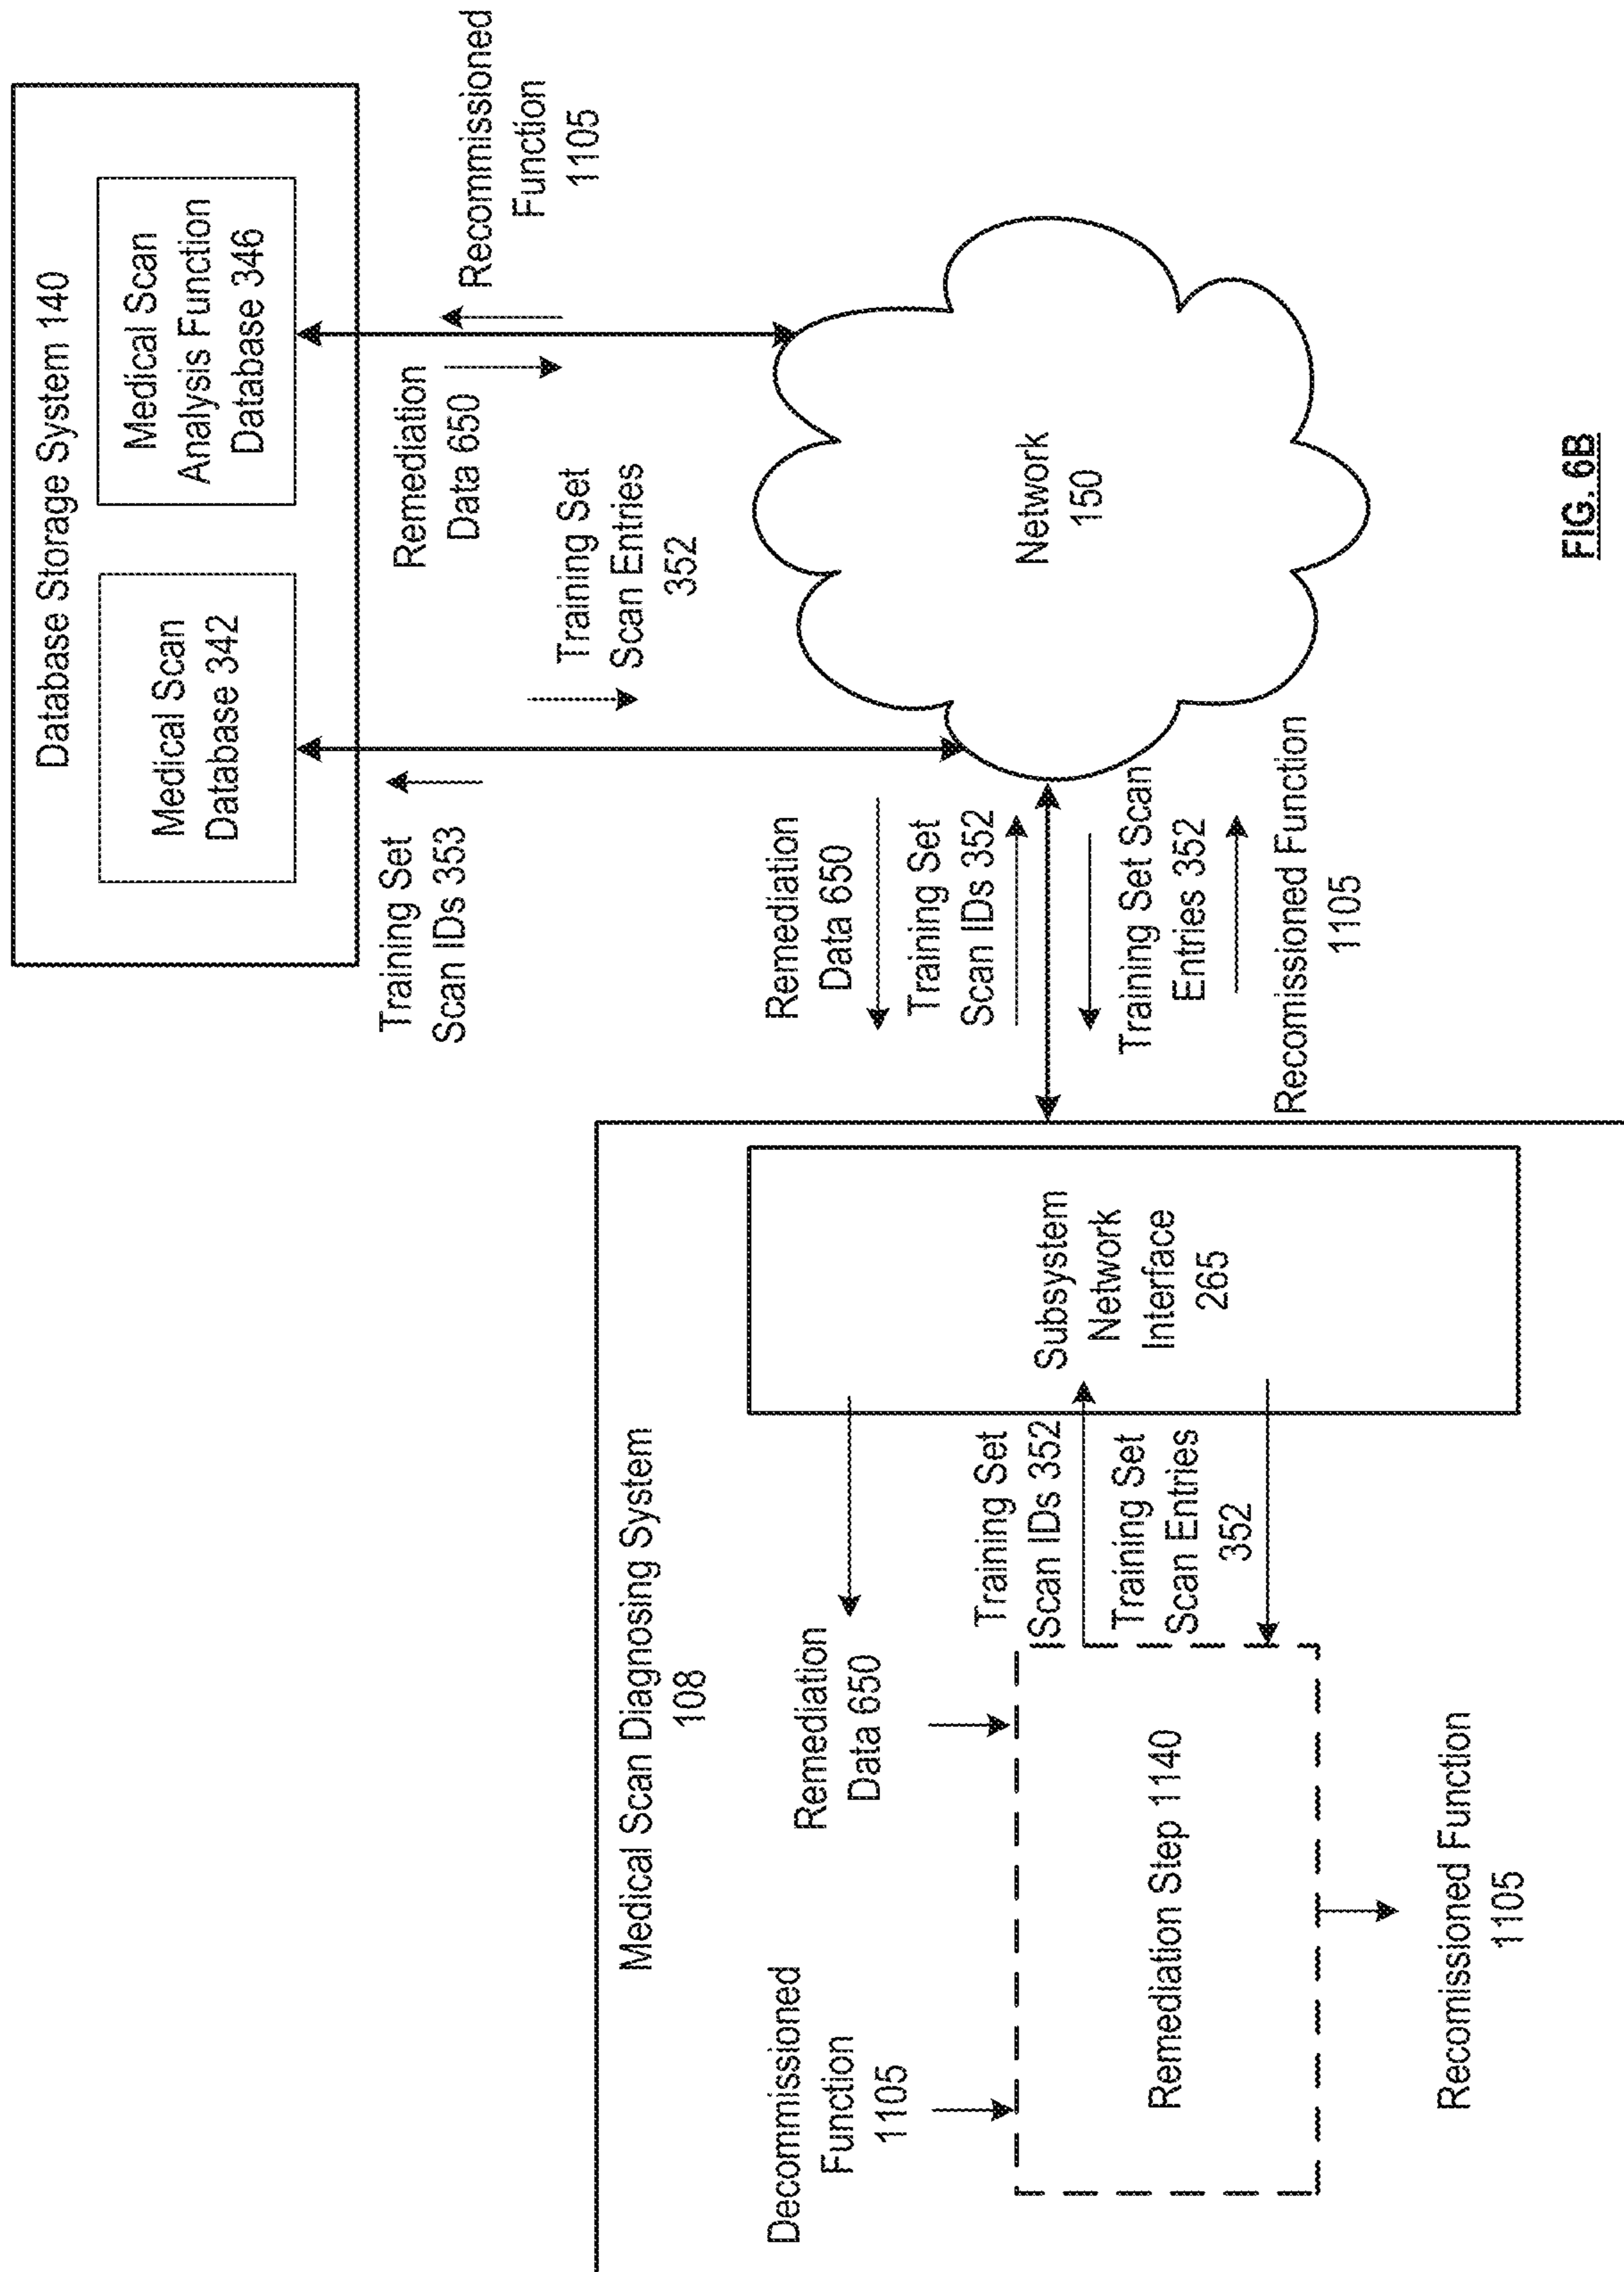 Database Storage System 140
Medical Scan
Database 342
Medical Scan
Analysis Function
Database 346
Training Set
Scan IDs 353
Training Set
Scan Entries
352
Remediation
Data 650
Recommissioned
Function
1105
Network
150
Remediation
Data 650
Training Set
Scan IDs 352
Training Set Scan
Entries 352
Recomissioned Function
1105
Medical Scan Diagnosing System
108
Subsystem
Network
Interface
265
Decommissioned
Function
1105
Remediation
Data 650
Training Set
Scan IDs 352
Training Set
Scan Entries
352
Remediation Step 1140
Recomissioned Function
1105
FIG. 6B